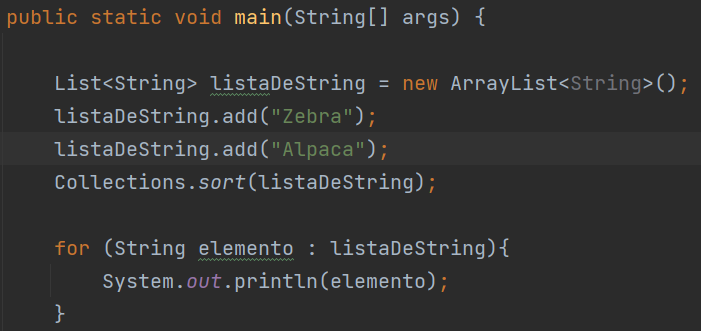 public static void main(String[] args) {
List<String> listaDeString = new ArrayList<String>();
listaDeString.add("Zebra");
listaDeString.add("Alpaca");
Collections.sort(listaDeString);
for (String elemento : listaDeString){
System.out.println(elemento);
}